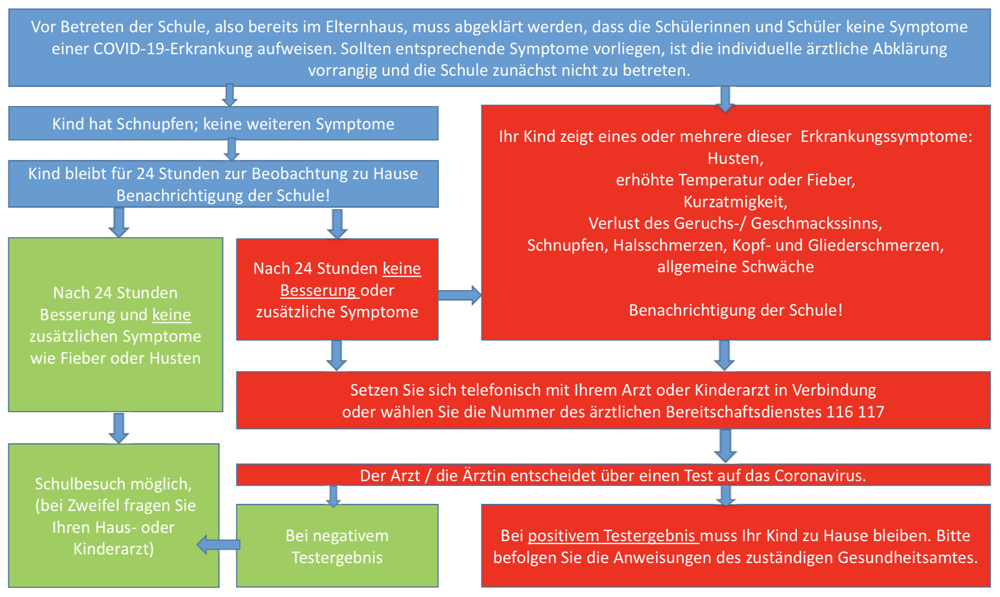 Vor Betreten der Schule, also bereits im Elternhaus, muss abgeklärt werden, dass die Schülerinnen und Schüler keine Symptome
einer COVID-19-Erkrankung aufweisen. Sollten entsprechende Symptome vorliegen, ist die individuelle ärztliche Abklärung
vorrangig und die Schule zunächst nicht zu betreten.
Kind hat Schnupfen; keine weiteren Symptome
Kind bleibt für 24 Stunden zur Beobachtung zu Hause
Benachrichtigung der Schule!
Nach 24 Stunden
Besserung und keine
zusätzlichen Symptome
wie Fieber oder Husten
Nach 24 Stunden keine
Besserung oder
zusätzliche Symptome
Ihr Kind zeigt eines oder mehrere dieser Erkrankungssymptome:
Husten,
erhöhte Temperatur oder Fieber,
Kurzatmigkeit,
Verlust des Geruchs-/ Geschmackssinns,
Schnupfen, Halsschmerzen, Kopf- und Gliederschmerzen,
allgemeine Schwäche
Benachrichtigung der Schule!
Setzen Sie sich telefonisch mit Ihrem Arzt oder Kinderarzt in Verbindung
oder wählen Sie die Nummer des ärztlichen Bereitschaftsdienstes 116 117
Der Arzt / die Ärztin entscheidet über einen Test auf das Coronavirus.
Schulbesuch möglich,
(bei Zweifel fragen Sie
Ihren Haus- oder
Kinderarzt)
Bei negativem
Testergebnis
Bei positivem Testergebnis muss Ihr Kind zu Hause bleiben. Bitte
befolgen Sie die Anweisungen des zuständigen Gesundheitsamtes.